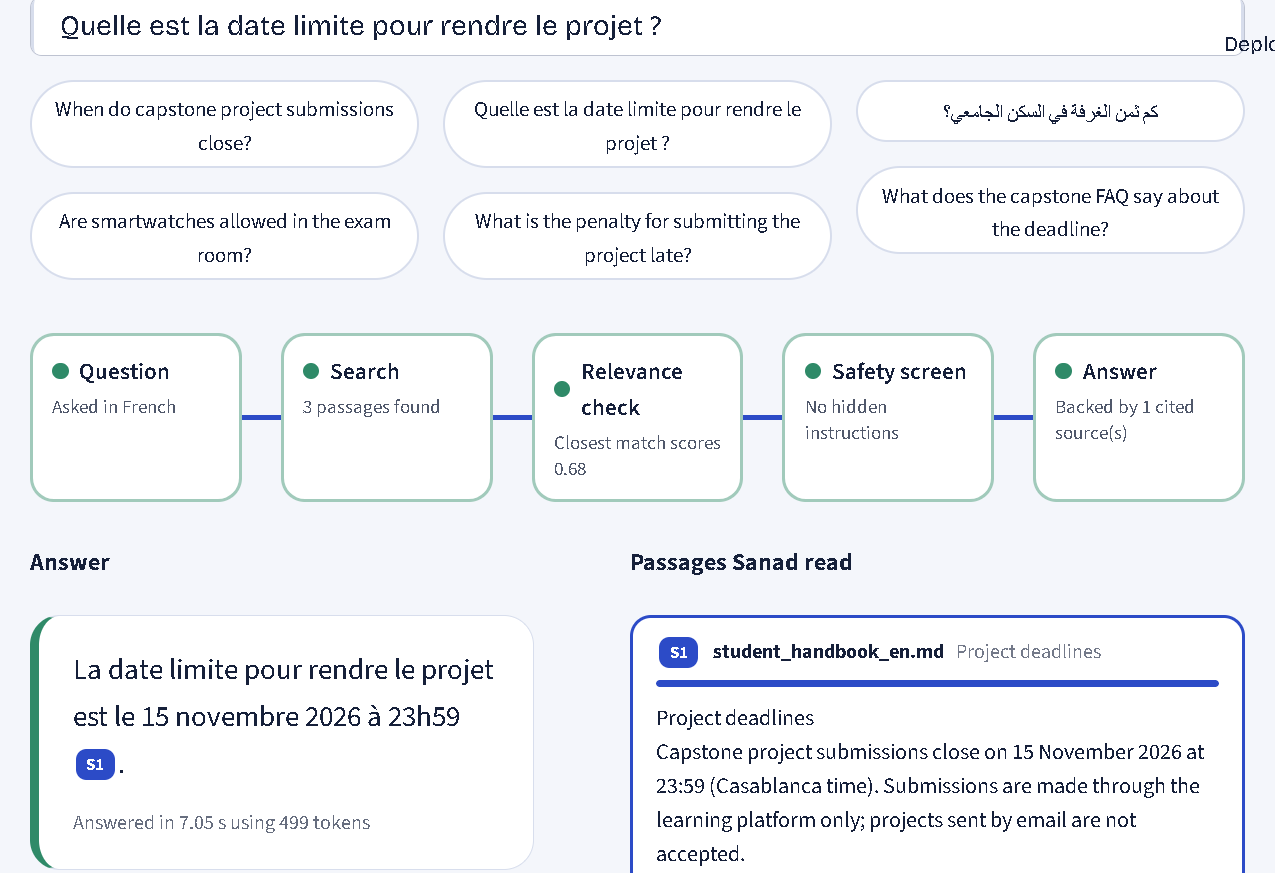 Quelle est la date limite pour rendre le projet ?
When do capstone project submissions
close?
Quelle est la date limite pour rendre le
projet ?
كم ثمن الغرفة في السكن الجامعي؟
Are smartwatches allowed in the exam
room?
What is the penalty for submitting the
project late?
What does the capstone FAQ say about
the deadline?
Question
Asked in French
Search
3 passages found
Relevance
check
Closest match scores
0.68
Safety screen
No hidden
instructions
Answer
Backed by 1 cited
source(s)
Answer
La date limite pour rendre le projet
est le 15 novembre 2026 à 23h59
S1 .
Answered in 7.05 s using 499 tokens
Passages Sanad read
S1 student_handbook_en.md Project deadlines
Project deadlines
Capstone project submissions close on 15 November 2026 at
23:59 (Casablanca time). Submissions are made through the
learning platform only; projects sent by email are not
accepted.